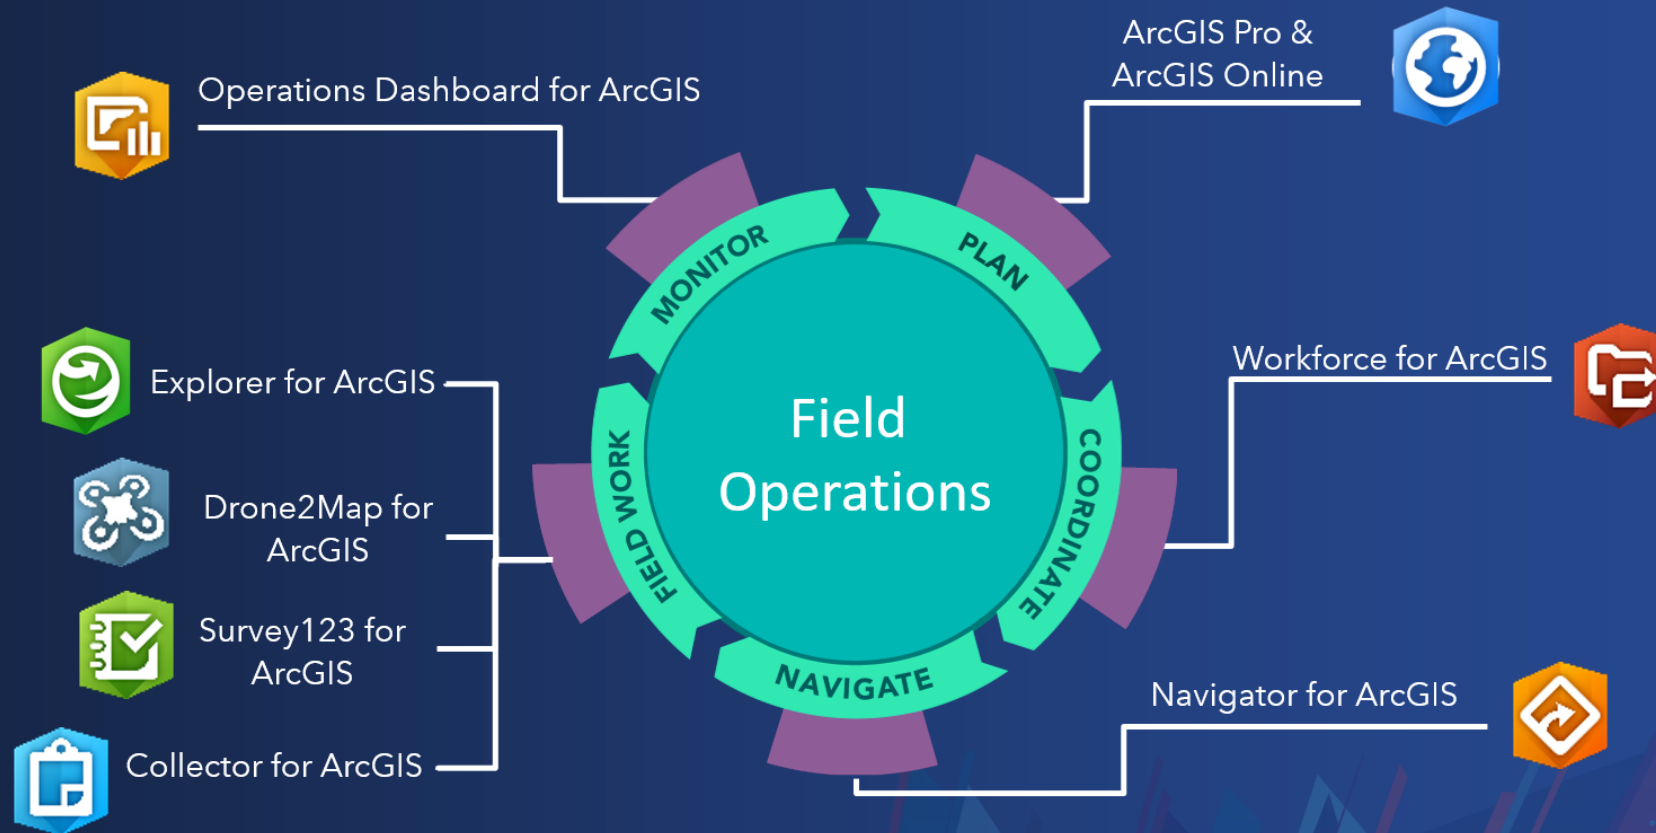 Operations Dashboard for ArcGIS
ArcGIS Pro &
ArcGIS Online
MONITOR
PLAN
Explorer for ArcGIS
Workforce for ArcGIS
Field
Operations
FIELD WORK
COORDINATE
Drone2Map for
ArcGIS
Survey123 for
ArcGIS
NAVIGATE
Navigator for ArcGIS
Collector for ArcGIS